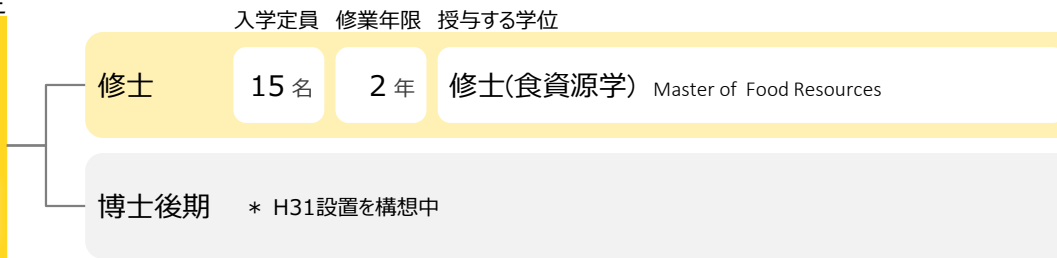 入学定員 修業年限 授与する学位
修士 15 名 2 年 修士(食資源学) Master of Food Resources
博士後期 * H31設置を構想中